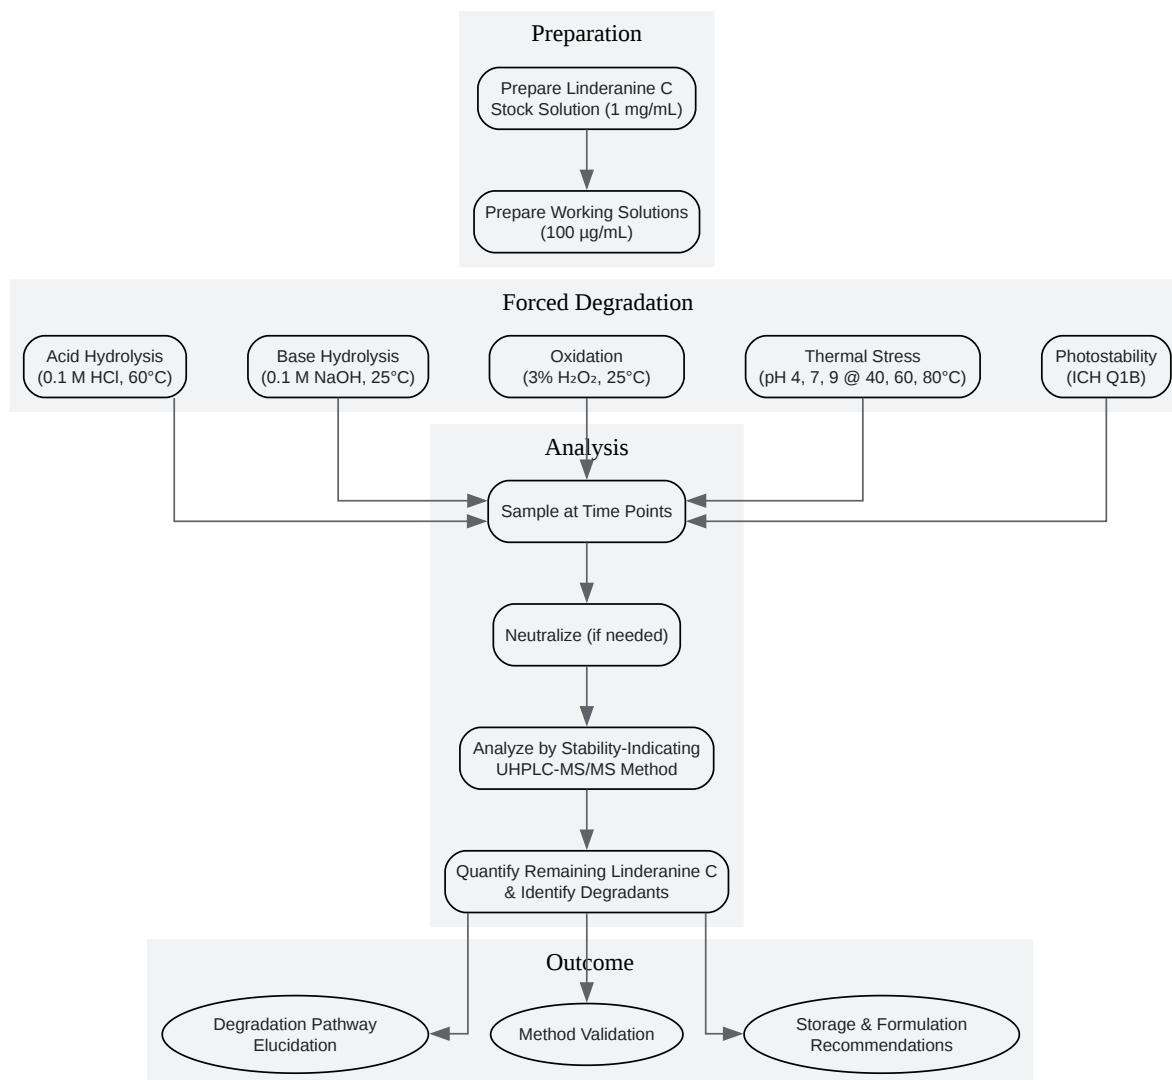 Preparation
Prepare Linderanine C
Stock Solution (1 mg/mL)
Prepare Working Solutions
(100 µg/mL)
Forced Degradation
Acid Hydrolysis
(0.1 M HCl, 60°C)
Base Hydrolysis
(0.1 M NaOH, 25°C)
Oxidation
(3% H₂O₂, 25°C)
Thermal Stress
(pH 4, 7, 9 @ 40, 60, 80°C)
Photostability
(ICH Q1B)
Analysis
Sample at Time Points
Neutralize (if needed)
Analyze by Stability-Indicating
UHPLC-MS/MS Method
Quantify Remaining Linderanine C
& Identify Degradants
Outcome
Degradation Pathway
Elucidation
Method Validation
Storage & Formulation
Recommendations